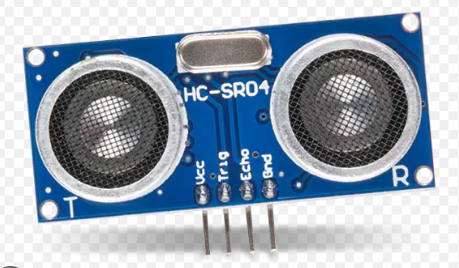 HC-SR04
Vcc
Trig
Echo
Gnd
T
R